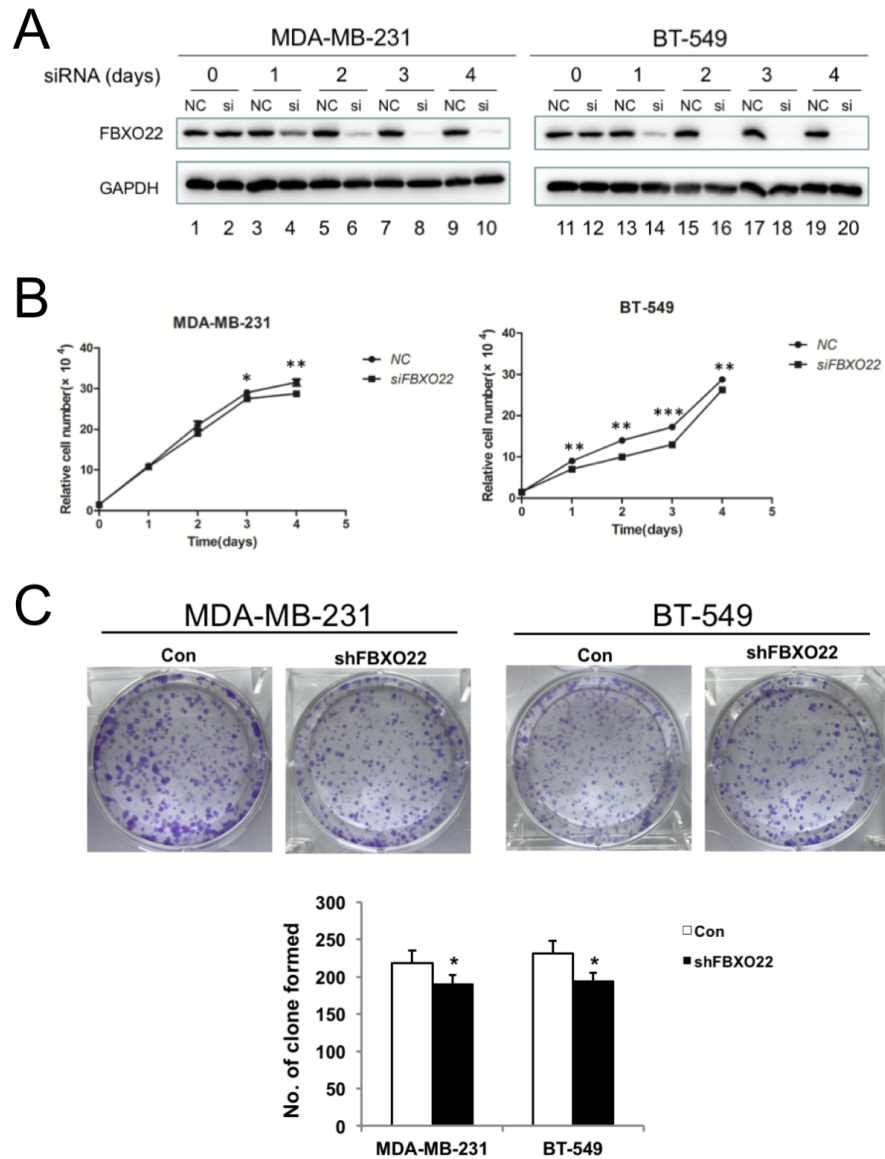 A
MDA-MB-231 BT-549
siRNA (days) 0 1 2 3 4 0 1 2 3 4
NC si NC si NC si NC si NC si NC si NC si NC si NC si NC si
FBXO22
GAPDH
1 2 3 4 5 6 7 8 9 10 11 12 13 14 15 16 17 18 19 20
B
MDA-MB-231
Relative cell number(× 10 4)
40
30
20
10
0
0 1 2 3 4 5
Time(days)
* **
NC
siFBXO22
BT-549
Relative cell number(× 10 4)
40
30
20
10
0
0 1 2 3 4 5
Time(days)
** ** *** **
NC
siFBXO22
C
MDA-MB-231 BT-549
Con shFBXO22 Con shFBXO22
No. of clone formed
300
250
200
150
100
50
0
* *
MDA-MB-231 BT-549
Con
shFBXO22